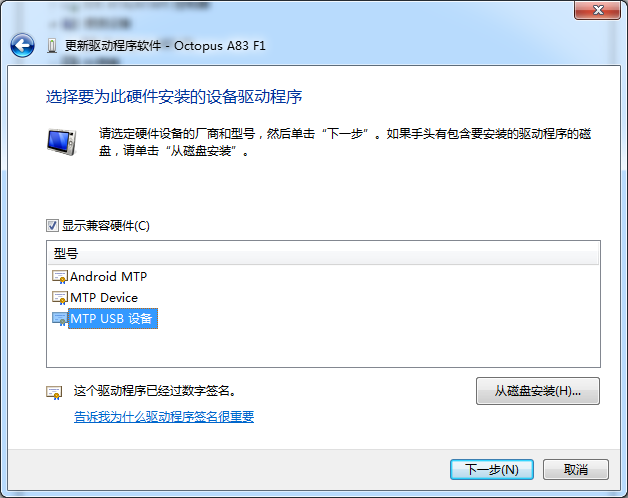 更新驱动程序软件 - Octopus A83 F1
选择要为此硬件安装的设备驱动程序
请选定硬件设备的厂商和型号，然后单击“下一步”。如果手头有包含要安装的驱动程序的磁
盘，请单击“从磁盘安装”。
显示兼容硬件(C)
型号
Android MTP
MTP Device
MTP USB 设备
这个驱动程序已经过数字签名。
从磁盘安装(H)...
告诉我为什么驱动程序签名很重要
下一步(N)
取消